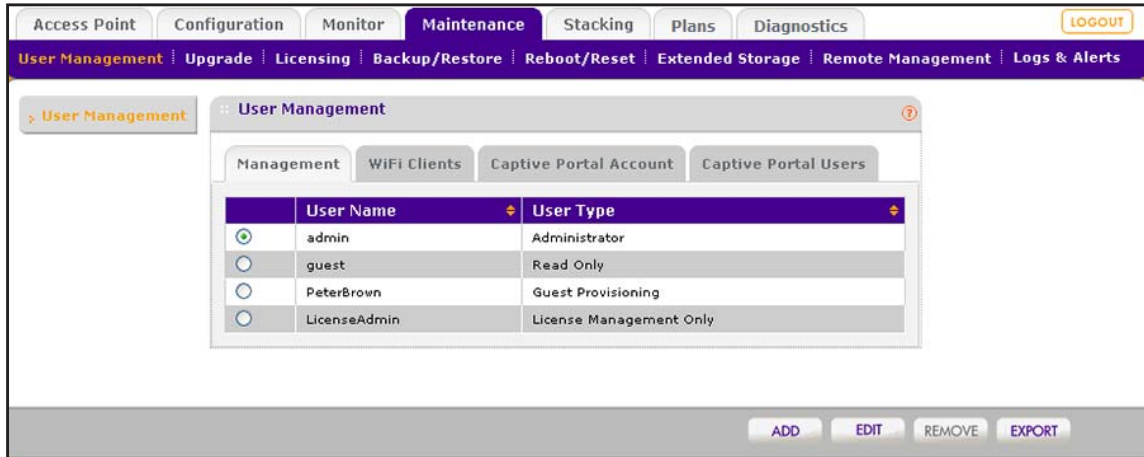 Access Point Configuration Monitor Maintenance Stacking Plans Diagnostics LOGOUT
User Management Upgrade Licensing Backup/Restore Reboot/Reset Extended Storage Remote Management Logs & Alerts
User Management
User Management ?
Management WiFi Clients Captive Portal Account Captive Portal Users
User Name User Type
admin Administrator
guest Read Only
PeterBrown Guest Provisioning
LicenseAdmin License Management Only
ADD EDIT REMOVE EXPORT